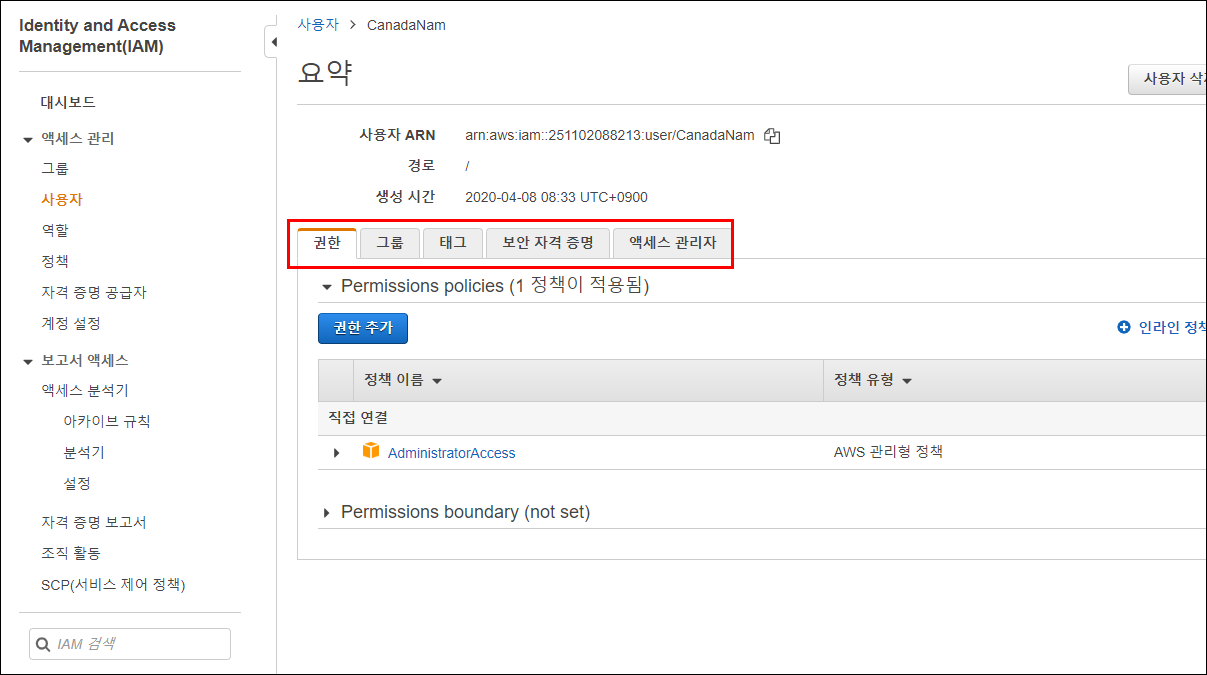 Identity and Access
Management(IAM)
대시보드
액세스 관리
그룹
사용자
역할
정책
자격 증명 공급자
계정 설정
보고서 액세스
액세스 분석기
아카이브 규칙
분석기
설정
자격 증명 보고서
조직 활동
SCP(서비스 제어 정책)
IAM 검색
사용자 > CanadaNam
요약
사용자
사용자 ARN arn:aws:iam::251102088213:user/CanadaNam
경로 /
생성 시간 2020-04-08 08:33 UTC+0900
권한 그룹 태그 보안 자격 증명 액세스 관리자
Permissions policies (1 정책이 적용됨)
권한 추가 인라인 정책
정책 이름 정책 유형
직접 연결
AdministratorAccess AWS 관리형 정책
Permissions boundary (not set)